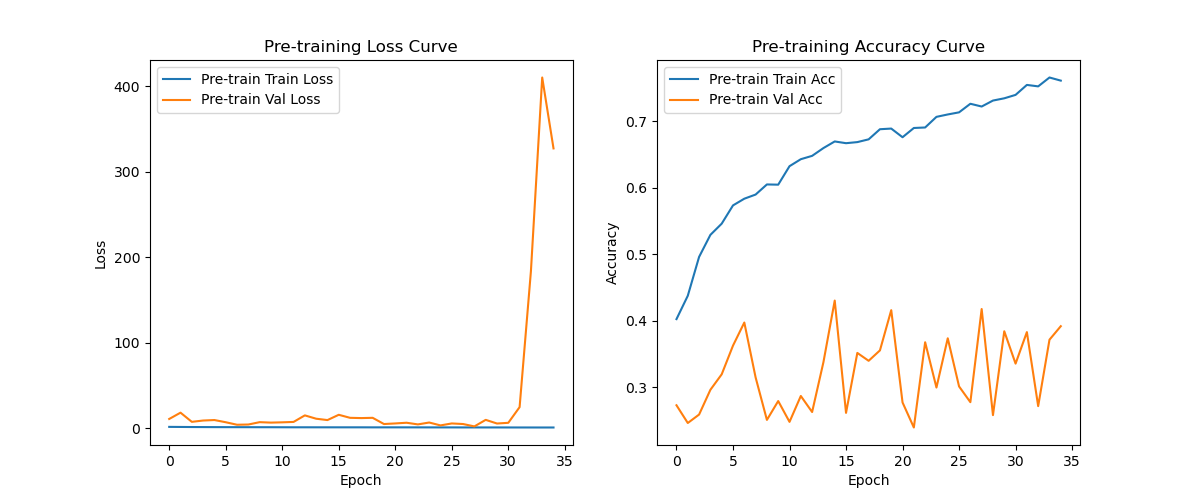 Pre-training Loss Curve
Pre-train Train Loss
Pre-train Val Loss
400
300
200
100
0
Loss
0 5 10 15 20 25 30 35
Epoch
Pre-training Accuracy Curve
Pre-train Train Acc
Pre-train Val Acc
0.7
0.6
0.5
0.4
0.3
Accuracy
0 5 10 15 20 25 30 35
Epoch